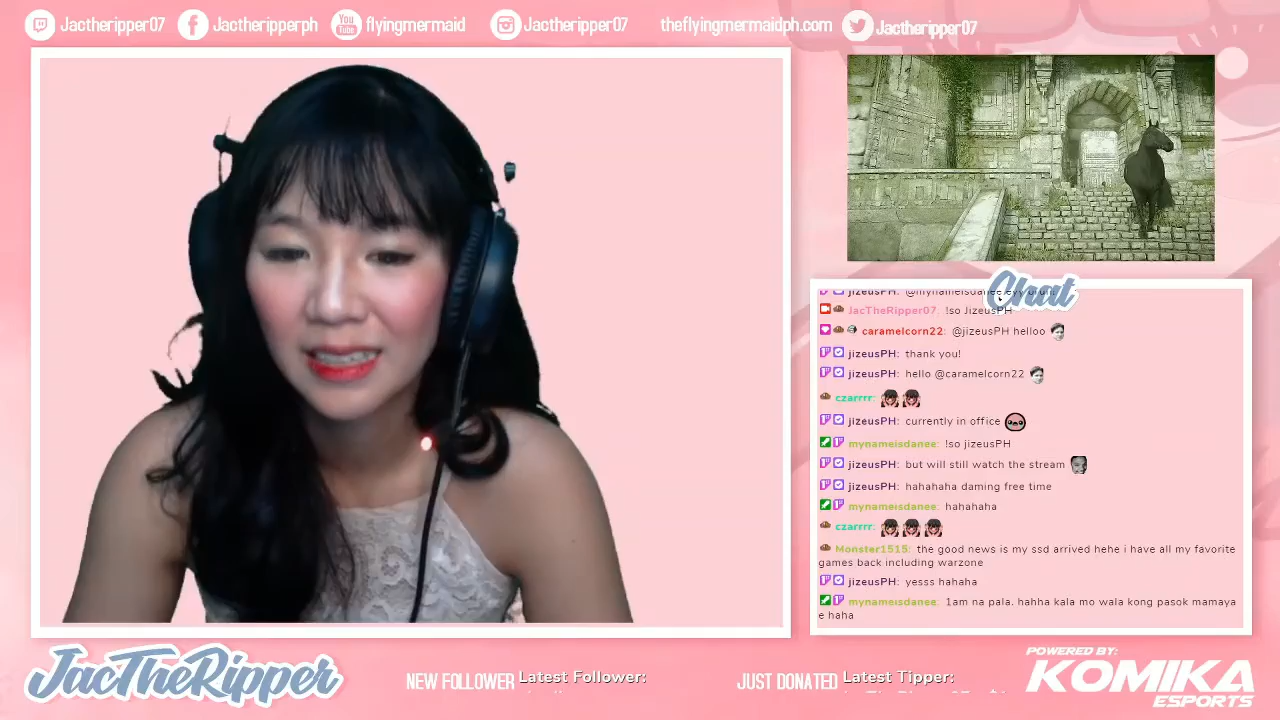 Jactheripper07 Jactheripperph You Tube flyingmermaid Jactheripper07 theflyingmermaidph.com Jactheripper07
Chat
jizeusPH:
JacTheRipper07: !so JizeusPH
caramelcorn22: @jizeusPH helloo
jizeusPH: thank you!
jizeusPH: hello @caramelcorn22
czarrrr:
jizeusPH: currently in office
mynameisdanee: !so jizeusPH
jizeusPH: but will still watch the stream
jizeusPH: hahahaha daming free time
mynameisdanee: hahahaha
czarrrr:
Monster1515: the good news is my ssd arrived hehe i have all my favorite
games back including warzone
jizeusPH: yesss hahaha
mynameisdanee: 1am na pala. hahha kala mo wala kong pasok mamaya
e haha
JacTheRipper
NEW FOLLOWER Latest Follower:
JUST DONATED Latest Tipper:
POWERED BY:
KOMIKA
ESPORTS